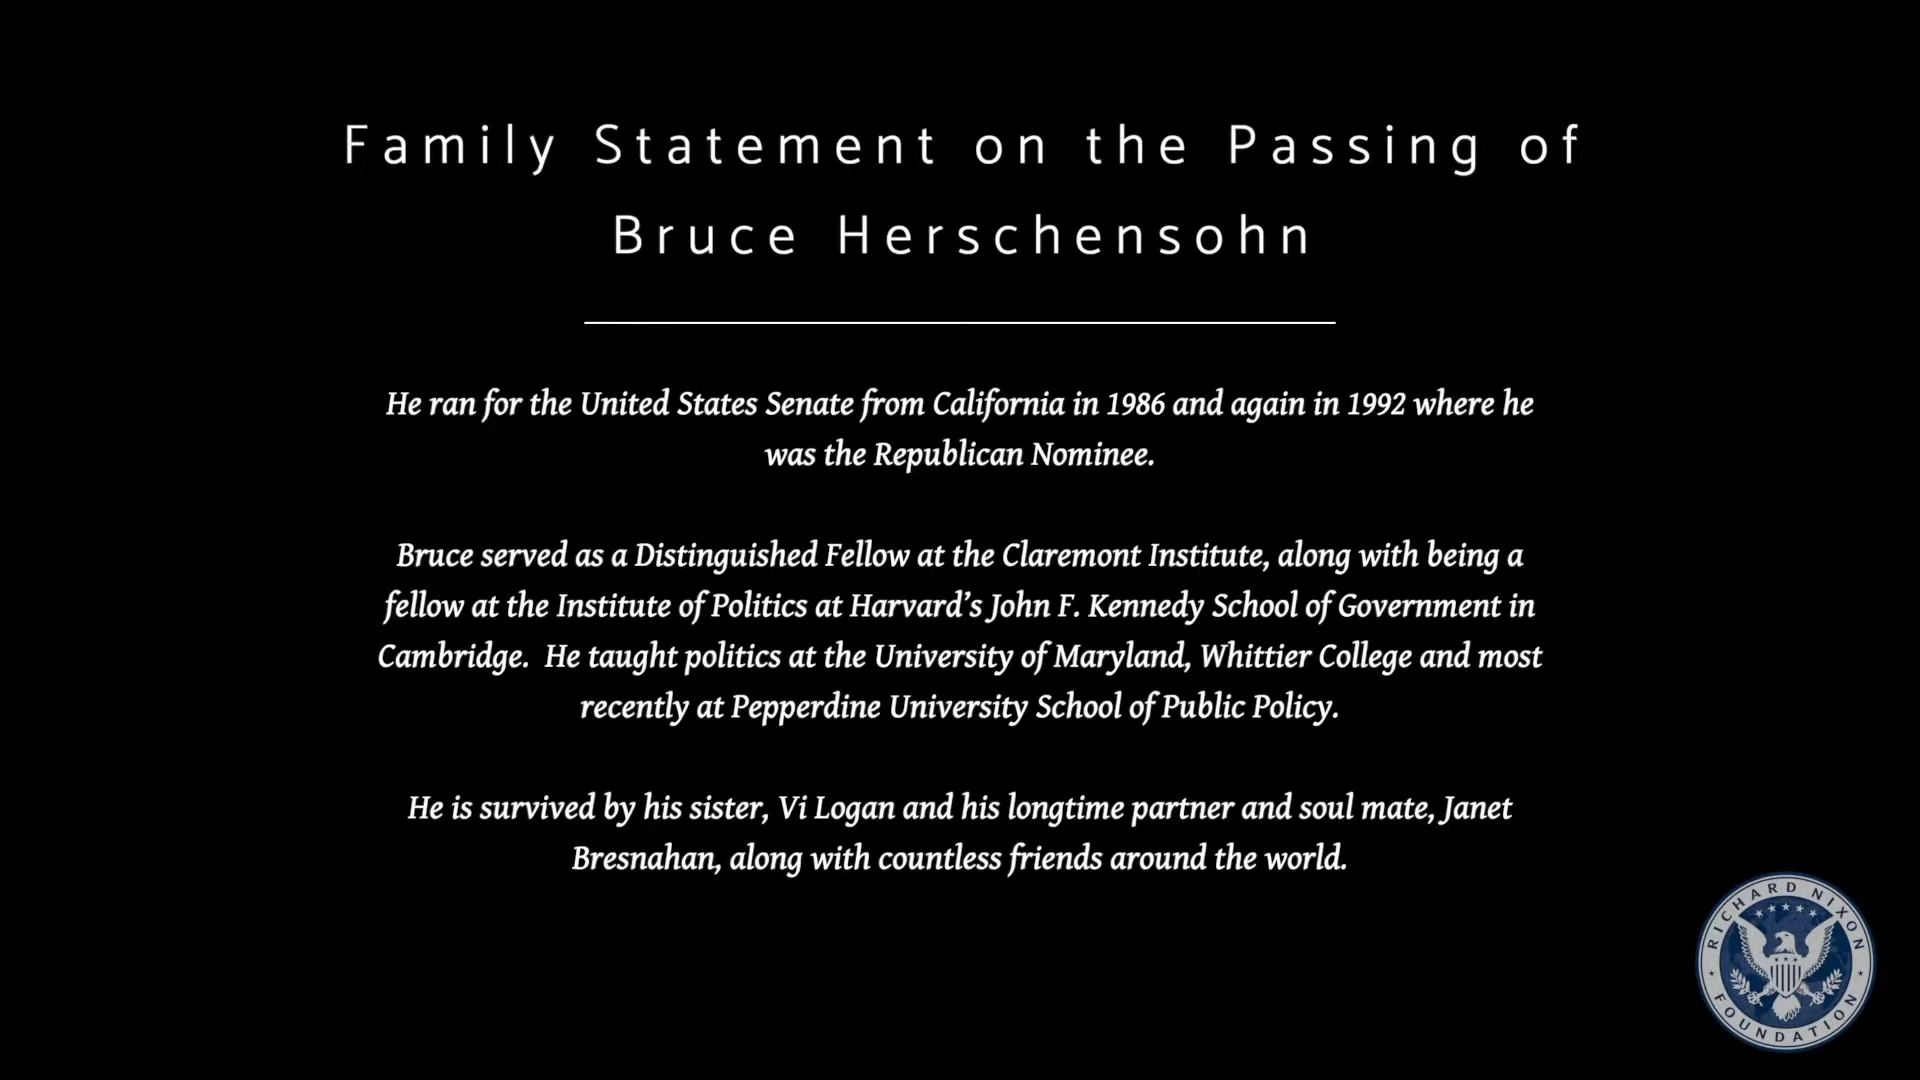 Family Statement on the Passing of
Bruce Herschensohn
He ran for the United States Senate from California in 1986 and again in 1992 where he
was the Republican Nominee.
Bruce served as a Distinguished Fellow at the Claremont Institute, along with being a
fellow at the Institute of Politics at Harvard’s John F. Kennedy School of Government in
Cambridge.  He taught politics at the University of Maryland, Whittier College and most
recently at Pepperdine University School of Public Policy.
He is survived by his sister, Vi Logan and his longtime partner and soul mate, Janet
Bresnahan, along with countless friends around the world.
RICHARD NIXON
FOUNDATION